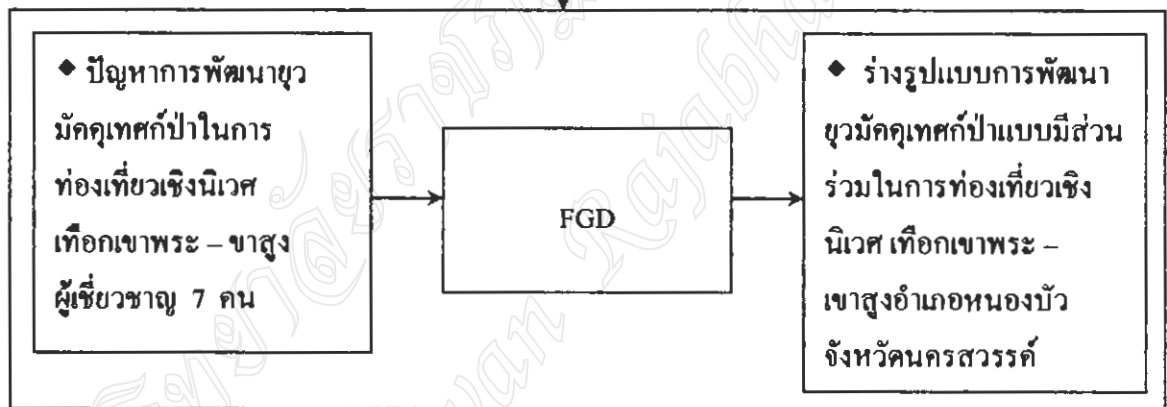 ◆ ปัญหาการพัฒนายุว
มัคคุเทศก์ป่าในการ
ท่องเที่ยวเชิงนิเวศ
เทือกเขาพระ – ขาสูง
ผู้เชี่ยวชาญ 7 คน
FGD
◆ ร่างรูปแบบการพัฒนา
ยุวมัคคุเทศก์ป่าแบบมีส่วน
ร่วมในการท่องเที่ยวเชิง
นิเวศ เทือกเขาพระ –
เขาสูงอำเภอหนองบัว
จังหวัดนครสวรรค์